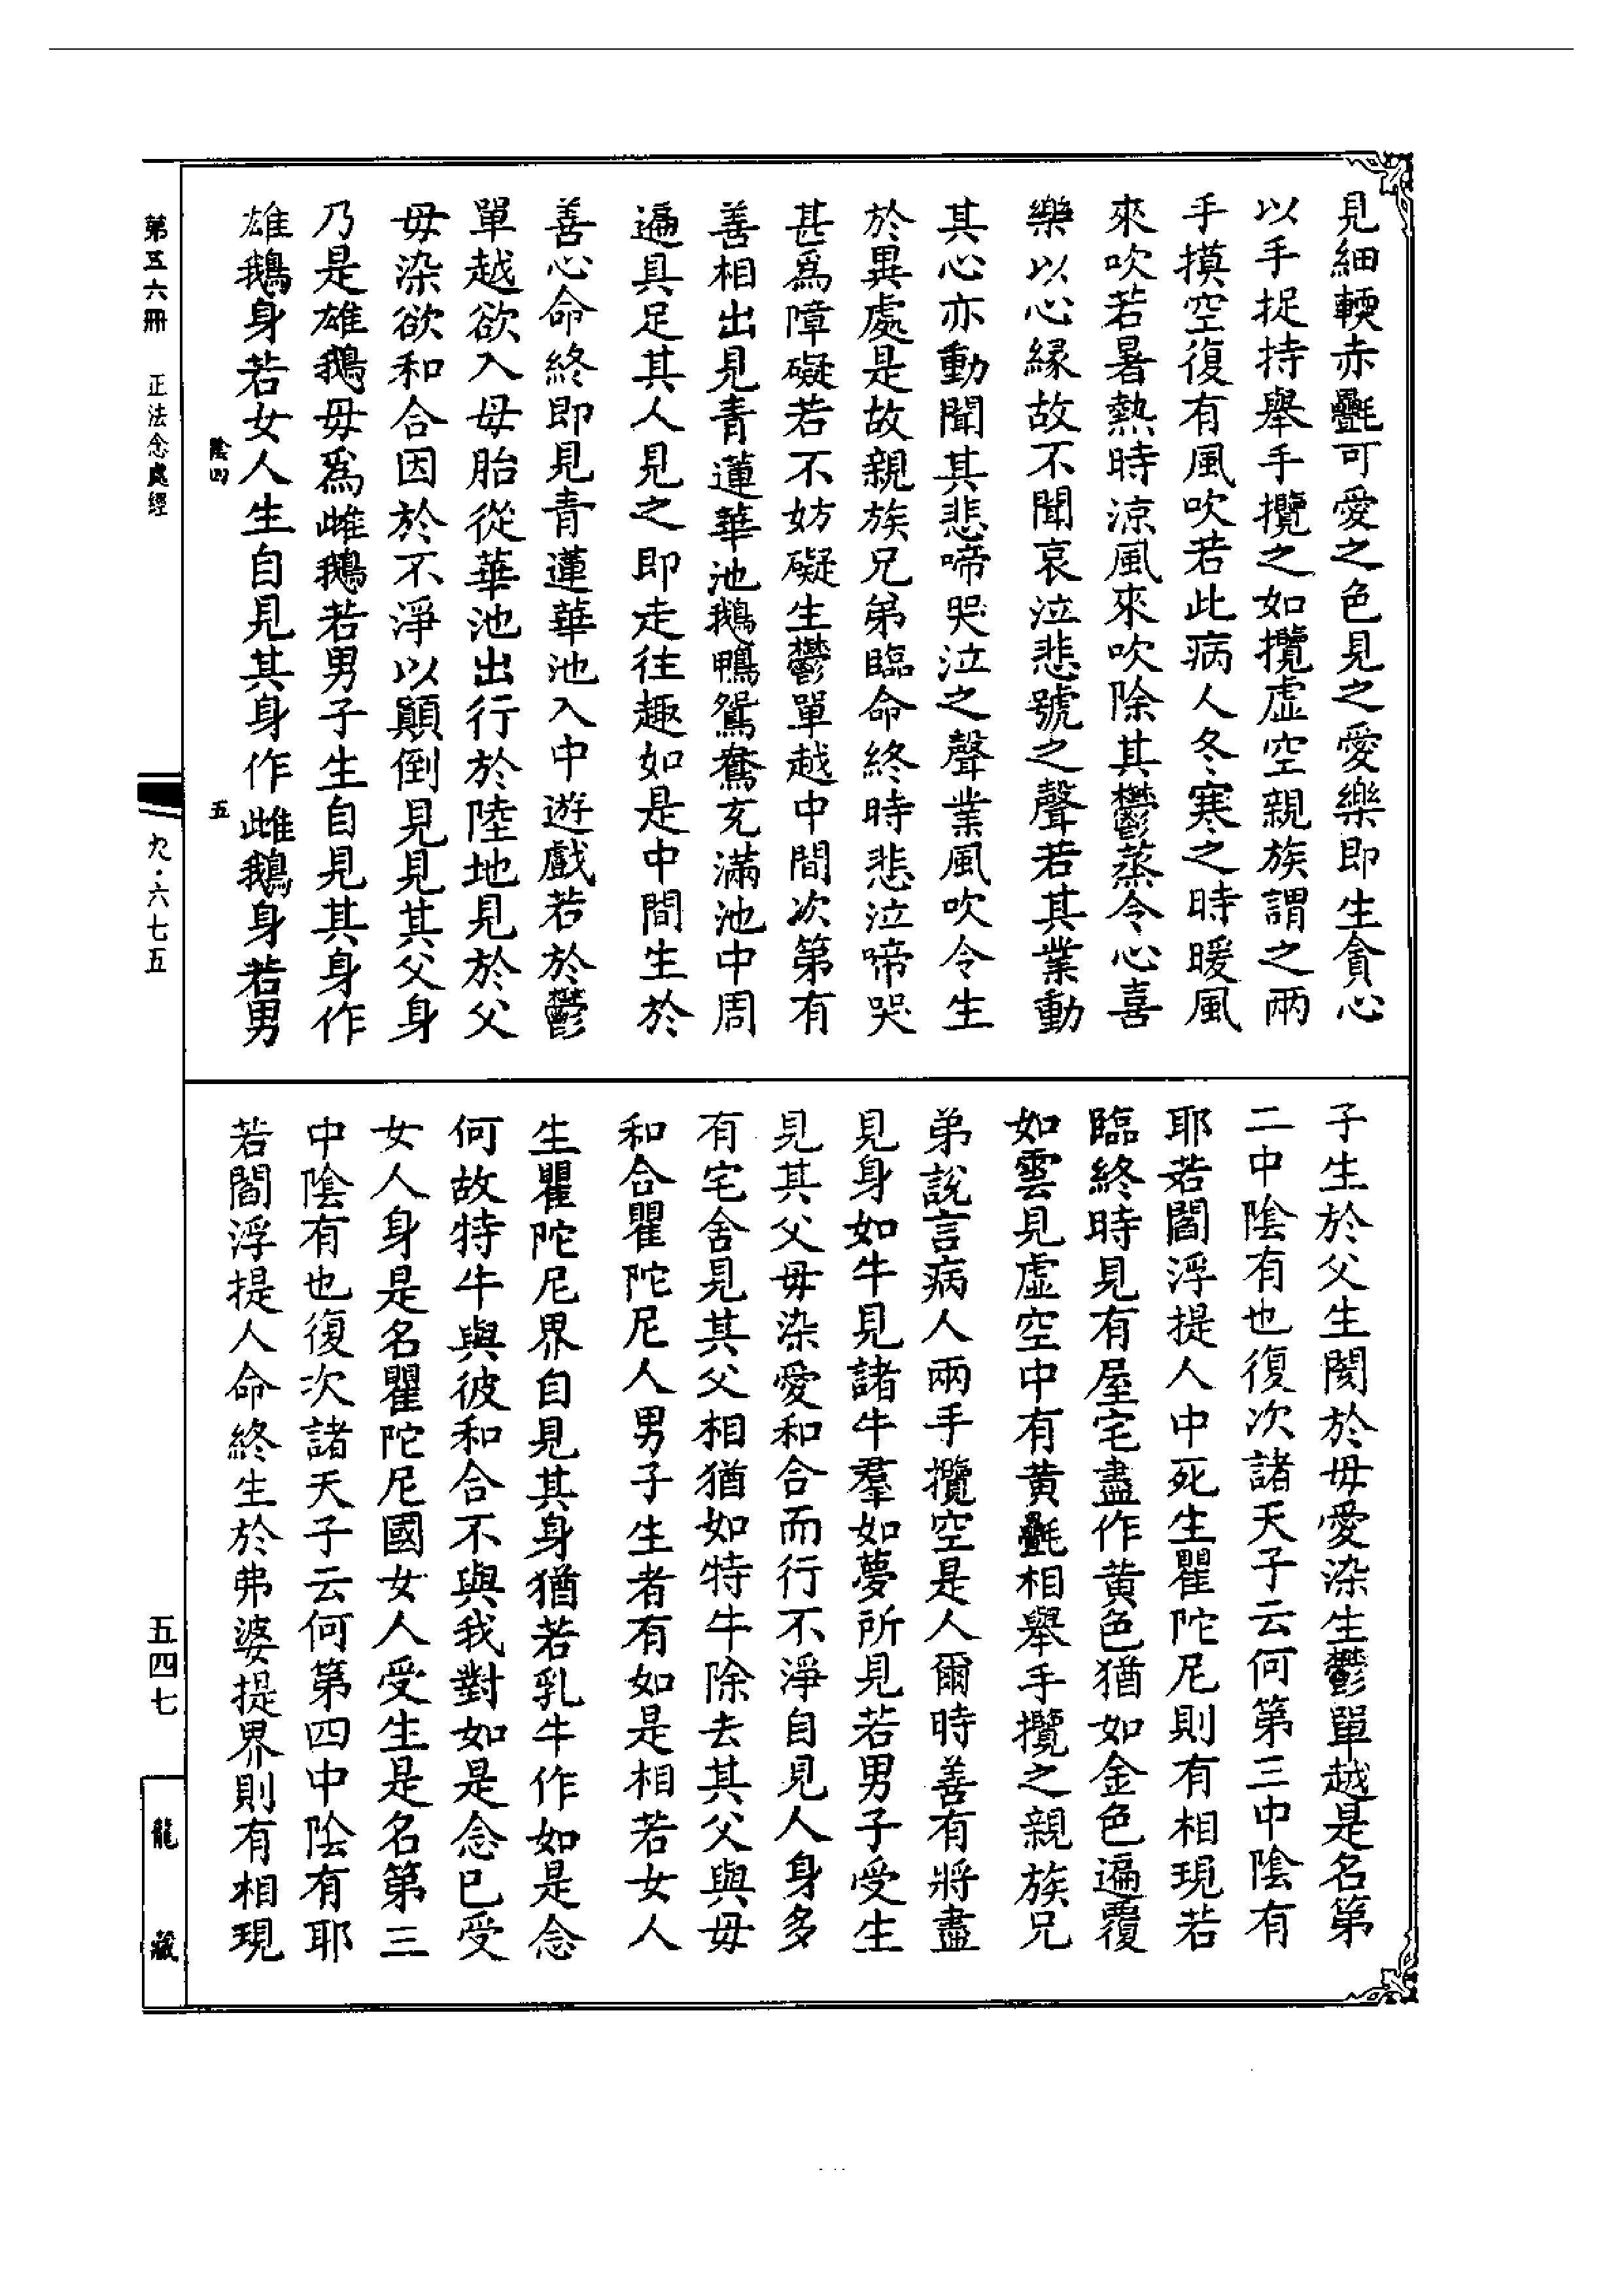 見細輭赤㲲可愛之色見之愛樂即生貪心
以手捉持舉手攬之如攬虛空親族謂之兩
手摸空復有風吹若此病人冬寒之時暖風
來吹若暑熱時涼風來吹除其鬱蒸令心喜
樂以心緣故不聞哀泣悲號之聲若其業動
其心亦動聞其悲啼哭泣之聲業風吹令生
於異處是故親族兄弟臨命終時悲泣啼哭
甚爲障礙若不妨礙生鬱單越中間次第有
善相出見青蓮華池鵝鴨鴛鴦充滿池中周
遍具足其人見之即走往趣如是中間生於
善心命終即見青蓮華池入中遊戲若於鬱
單越欲入母胎從華池出行於陸地見於父
母染欲和合因於不淨以顛倒見見其父身
乃是雄鵝母爲雌鵝若男子生自見其身作
雄鵝身若女人生自見其身作雌鵝身若男
陰四
五
子生於父生閡於母愛染生鬱單越是名第
二中陰有也復次諸天子云何第三中陰有
耶若閻浮提人中死生瞿陀尼則有相現若
臨終時見有屋宅盡作黃色猶如金色遍覆
如雲見虛空中有黃㲲相舉手攬之親族兄
弟說言病人兩手攬空是人爾時善有將盡
見身如牛見諸牛羣如夢所見若男子受生
見其父母染愛和合而行不淨自見人身多
有宅舍見其父相猶如特牛除去其父與母
和合瞿陀尼人男子生者有如是相若女人
生瞿陀尼界自見其身猶若乳牛作如是念
何故特牛與彼和合不與我對如是念已受
女人身是名瞿陀尼國女人受生是名第三
中陰有也復次諸天子云何第四中陰有耶
若閻浮提人命終生於弗婆提界則有相現
第五六冊　正法念處經
九·六七五
五四七
龍藏